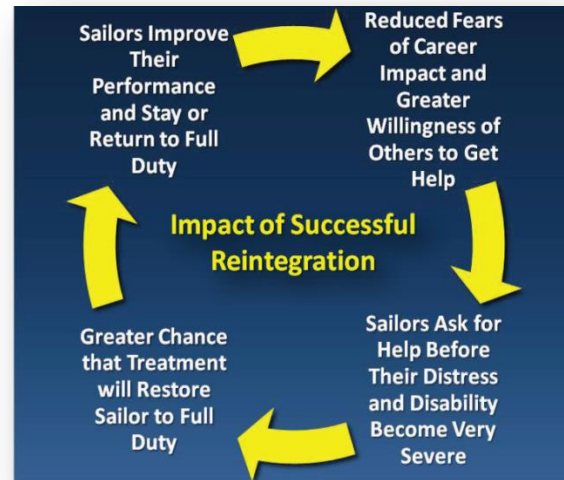 Sailors Improve
Their
Performance
and Stay or
Return to Full
Duty
Reduced Fears
of Career
Impact and
Greater
Willingness of
Others to Get
Help
Impact of Successful
Reintegration
Sailors Ask for
Help Before
Their Distress
and Disability
Become Very
Severe
Greater Chance
that Treatment
will Restore
Sailor to Full
Duty